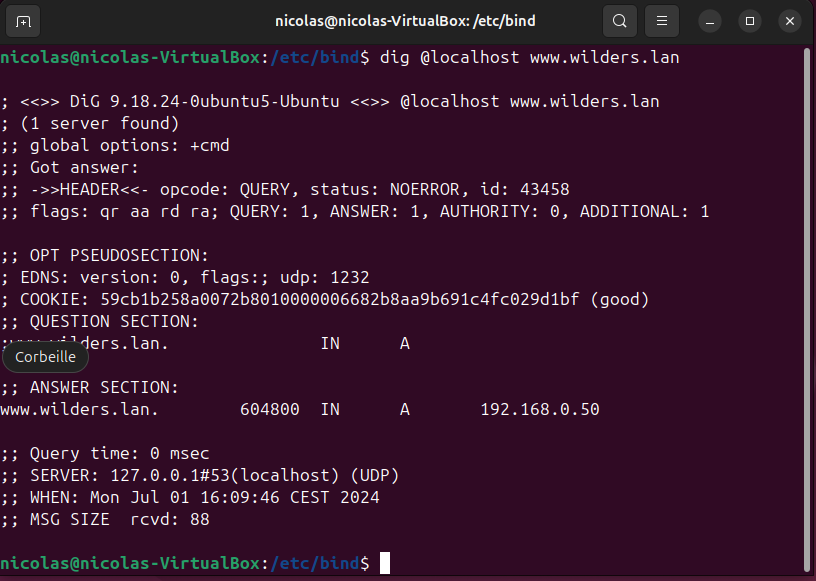 nicolas@nicolas-VirtualBox: /etc/bind
nicolas@nicolas-VirtualBox:/etc/bind$ dig @localhost www.wilders.lan

; <<>> DiG 9.18.24-0ubuntu5-Ubuntu <<>> @localhost www.wilders.lan
; (1 server found)
;; global options: +cmd
;; Got answer:
;; ->>HEADER<<- opcode: QUERY, status: NOERROR, id: 43458
;; flags: qr aa rd ra; QUERY: 1, ANSWER: 1, AUTHORITY: 0, ADDITIONAL: 1

;; OPT PSEUDOSECTION:
; EDNS: version: 0, flags:; udp: 1232
; COOKIE: 59cb1b258a0072b8010000006682b8aa9b691c4fc029d1bf (good)
;; QUESTION SECTION:
;www.wilders.lan. IN A
Corbeille
;; ANSWER SECTION:
www.wilders.lan. 604800 IN A 192.168.0.50

;; Query time: 0 msec
;; SERVER: 127.0.0.1#53(localhost) (UDP)
;; WHEN: Mon Jul 01 16:09:46 CEST 2024
;; MSG SIZE rcvd: 88

nicolas@nicolas-VirtualBox:/etc/bind$